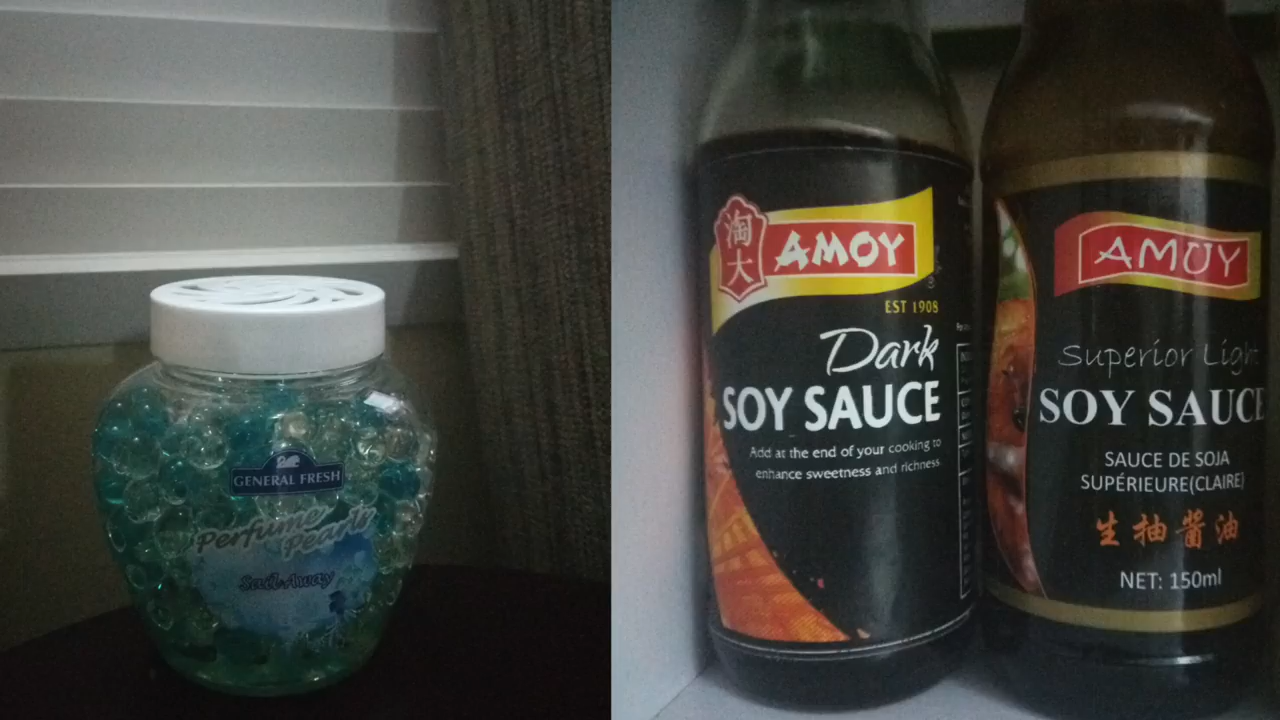 GENERAL FRESH
Perfume
Pearls
Sail Away
淘大
AMOY
EST 1908
Dark
SOY SAUCE
Add at the end of your cooking to
enhance sweetness and richness
AMOY
Superior Light
SOY SAUCE
SAUCE DE SOJA
SUPÉRIEURE(CLAIRE)
生抽酱油
NET: 150ml